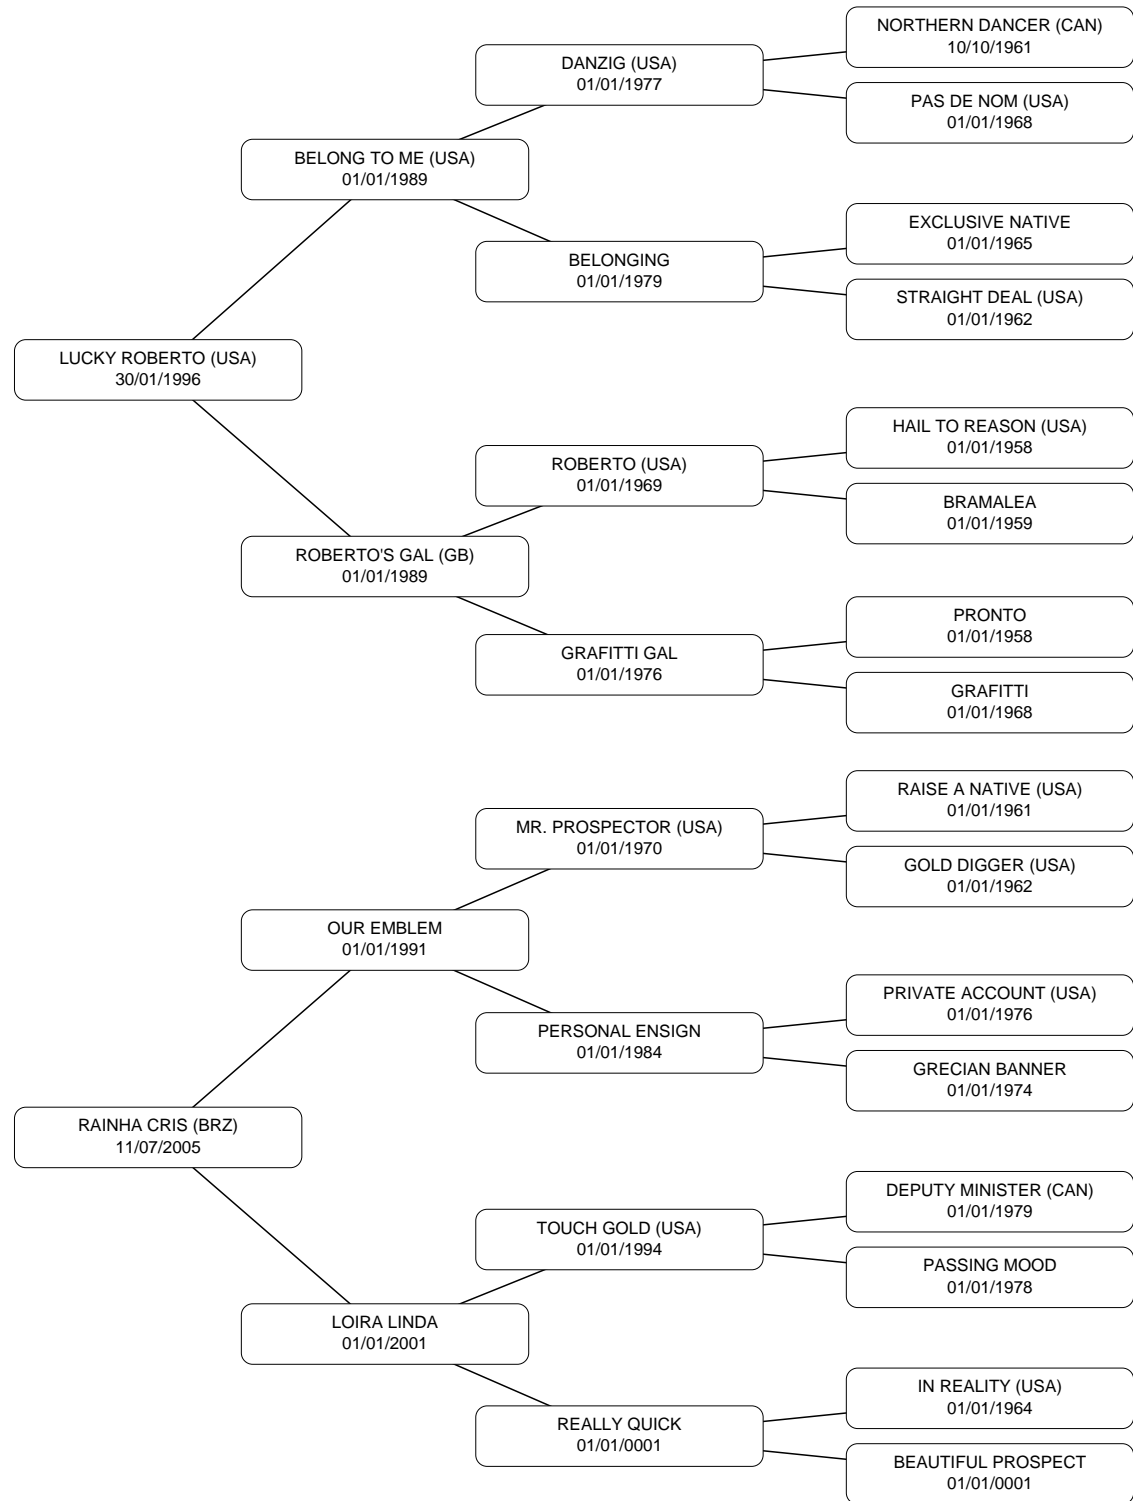 NORTHERN DANCER (CAN)
10/10/1961
DANZIG (USA)
01/01/1977
PAS DE NOM (USA)
01/01/1968
BELONG TO ME (USA)
01/01/1989
EXCLUSIVE NATIVE
01/01/1965
BELONGING
01/01/1979
STRAIGHT DEAL (USA)
01/01/1962
LUCKY ROBERTO (USA)
30/01/1996
HAIL TO REASON (USA)
01/01/1958
ROBERTO (USA)
01/01/1969
BRAMALEA
01/01/1959
ROBERTO'S GAL (GB)
01/01/1989
PRONTO
01/01/1958
GRAFITTI GAL
01/01/1976
GRAFITTI
01/01/1968
RAISE A NATIVE (USA)
01/01/1961
MR. PROSPECTOR (USA)
01/01/1970
GOLD DIGGER (USA)
01/01/1962
OUR EMBLEM
01/01/1991
PRIVATE ACCOUNT (USA)
01/01/1976
PERSONAL ENSIGN
01/01/1984
GRECIAN BANNER
01/01/1974
RAINHA CRIS (BRZ)
11/07/2005
DEPUTY MINISTER (CAN)
01/01/1979
TOUCH GOLD (USA)
01/01/1994
PASSING MOOD
01/01/1978
LOIRA LINDA
01/01/2001
IN REALITY (USA)
01/01/1964
REALLY QUICK
01/01/0001
BEAUTIFUL PROSPECT
01/01/0001